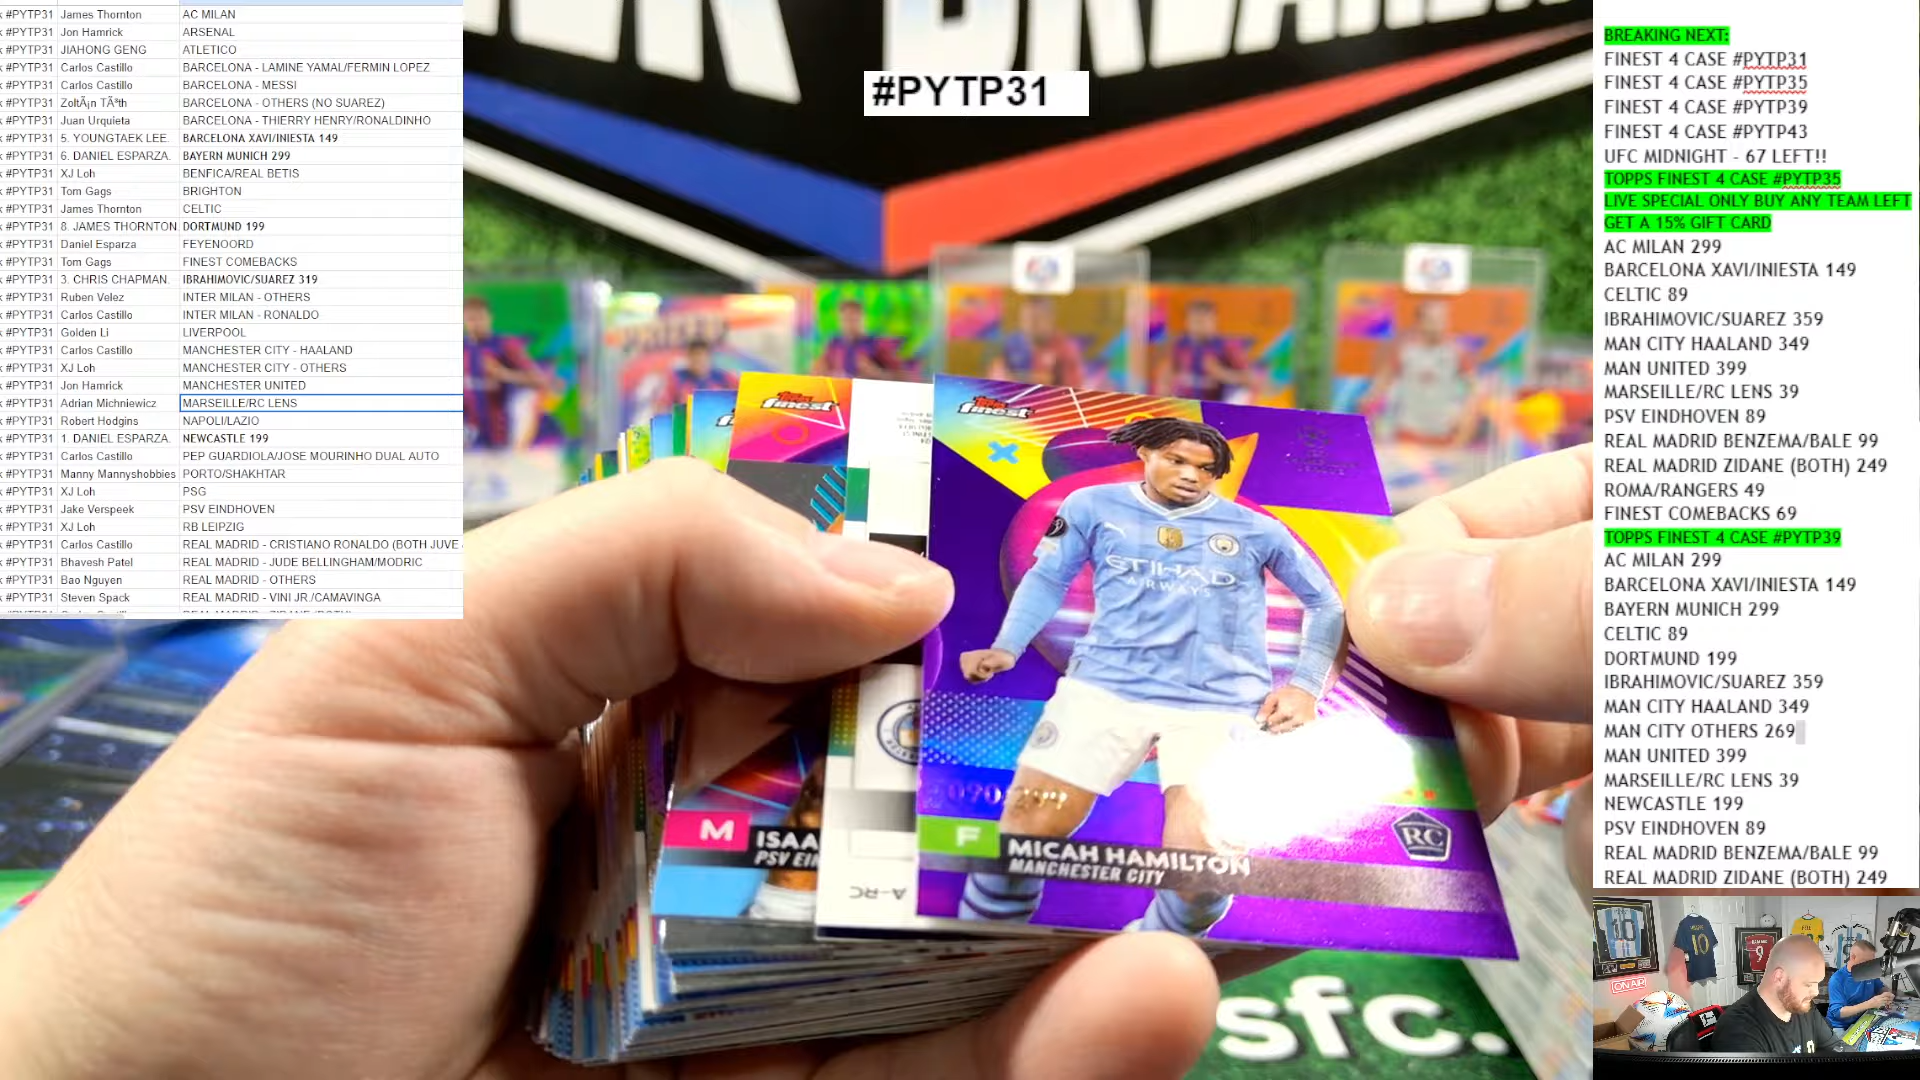 #PYTP31 James Thornton AC MILAN
#PYTP31 Jon Hamrick ARSENAL
#PYTP31 JIAHONG GENG ATLETICO
#PYTP31 Carlos Castillo BARCELONA - LAMINE YAMAL/FERMIN LOPEZ
#PYTP31 Carlos Castillo BARCELONA - MESSI
#PYTP31 ZoltÃ¡n TÃ³th BARCELONA - OTHERS (NO SUAREZ)
#PYTP31 Juan Urquieta BARCELONA - THIERRY HENRY/RONALDINHO
#PYTP31 5. YOUNGTAEK LEE. BARCELONA XAVI/INIESTA 149
#PYTP31 6. DANIEL ESPARZA. BAYERN MUNICH 299
#PYTP31 XJ Loh BENFICA/REAL BETIS
#PYTP31 Tom Gags BRIGHTON
#PYTP31 James Thornton CELTIC
#PYTP31 8. JAMES THORNTON. DORTMUND 199
#PYTP31 Daniel Esparza FEYENOORD
#PYTP31 Tom Gags FINEST COMEBACKS
#PYTP31 3. CHRIS CHAPMAN. IBRAHIMOVIC/SUAREZ 319
#PYTP31 Ruben Velez INTER MILAN - OTHERS
#PYTP31 Carlos Castillo INTER MILAN - RONALDO
#PYTP31 Golden Li LIVERPOOL
#PYTP31 Carlos Castillo MANCHESTER CITY - HAALAND
#PYTP31 XJ Loh MANCHESTER CITY - OTHERS
#PYTP31 Jon Hamrick MANCHESTER UNITED
#PYTP31 Adrian Michniewicz MARSEILLE/RC LENS
#PYTP31 Robert Hodgins NAPOLI/LAZIO
#PYTP31 1. DANIEL ESPARZA. NEWCASTLE 199
#PYTP31 Carlos Castillo PEP GUARDIOLA/JOSE MOURINHO DUAL AUTO
#PYTP31 Manny Mannyshobbies PORTO/SHAKHTAR
#PYTP31 XJ Loh PSG
#PYTP31 Jake Verspeek PSV EINDHOVEN
#PYTP31 XJ Loh RB LEIPZIG
#PYTP31 Carlos Castillo REAL MADRID - CRISTIANO RONALDO (BOTH JUVE
#PYTP31 Bhavesh Patel REAL MADRID - JUDE BELLINGHAM/MODRIC
#PYTP31 Bao Nguyen REAL MADRID - OTHERS
#PYTP31 Steven Spack REAL MADRID - VINI JR./CAMAVINGA
#PYTP31
Topps finest
Topps finest
ETIHAD
AIRWAYS
090/299
M ISAA
PSV EIN
A-RC
F MICAH HAMILTON
MANCHESTER CITY
RC
sfc.
BREAKING NEXT:
FINEST 4 CASE #PYTP31
FINEST 4 CASE #PYTP35
FINEST 4 CASE #PYTP39
FINEST 4 CASE #PYTP43
UFC MIDNIGHT - 67 LEFT!!
TOPPS FINEST 4 CASE #PYTP35
LIVE SPECIAL ONLY BUY ANY TEAM LEFT
GET A 15% GIFT CARD
AC MILAN 299
BARCELONA XAVI/INIESTA 149
CELTIC 89
IBRAHIMOVIC/SUAREZ 359
MAN CITY HAALAND 349
MAN UNITED 399
MARSEILLE/RC LENS 39
PSV EINDHOVEN 89
REAL MADRID BENZEMA/BALE 99
REAL MADRID ZIDANE (BOTH) 249
ROMA/RANGERS 49
FINEST COMEBACKS 69
TOPPS FINEST 4 CASE #PYTP39
AC MILAN 299
BARCELONA XAVI/INIESTA 149
BAYERN MUNICH 299
CELTIC 89
DORTMUND 199
IBRAHIMOVIC/SUAREZ 359
MAN CITY HAALAND 349
MAN CITY OTHERS 269
MAN UNITED 399
MARSEILLE/RC LENS 39
NEWCASTLE 199
PSV EINDHOVEN 89
REAL MADRID BENZEMA/BALE 99
REAL MADRID ZIDANE (BOTH) 249
ON AIR